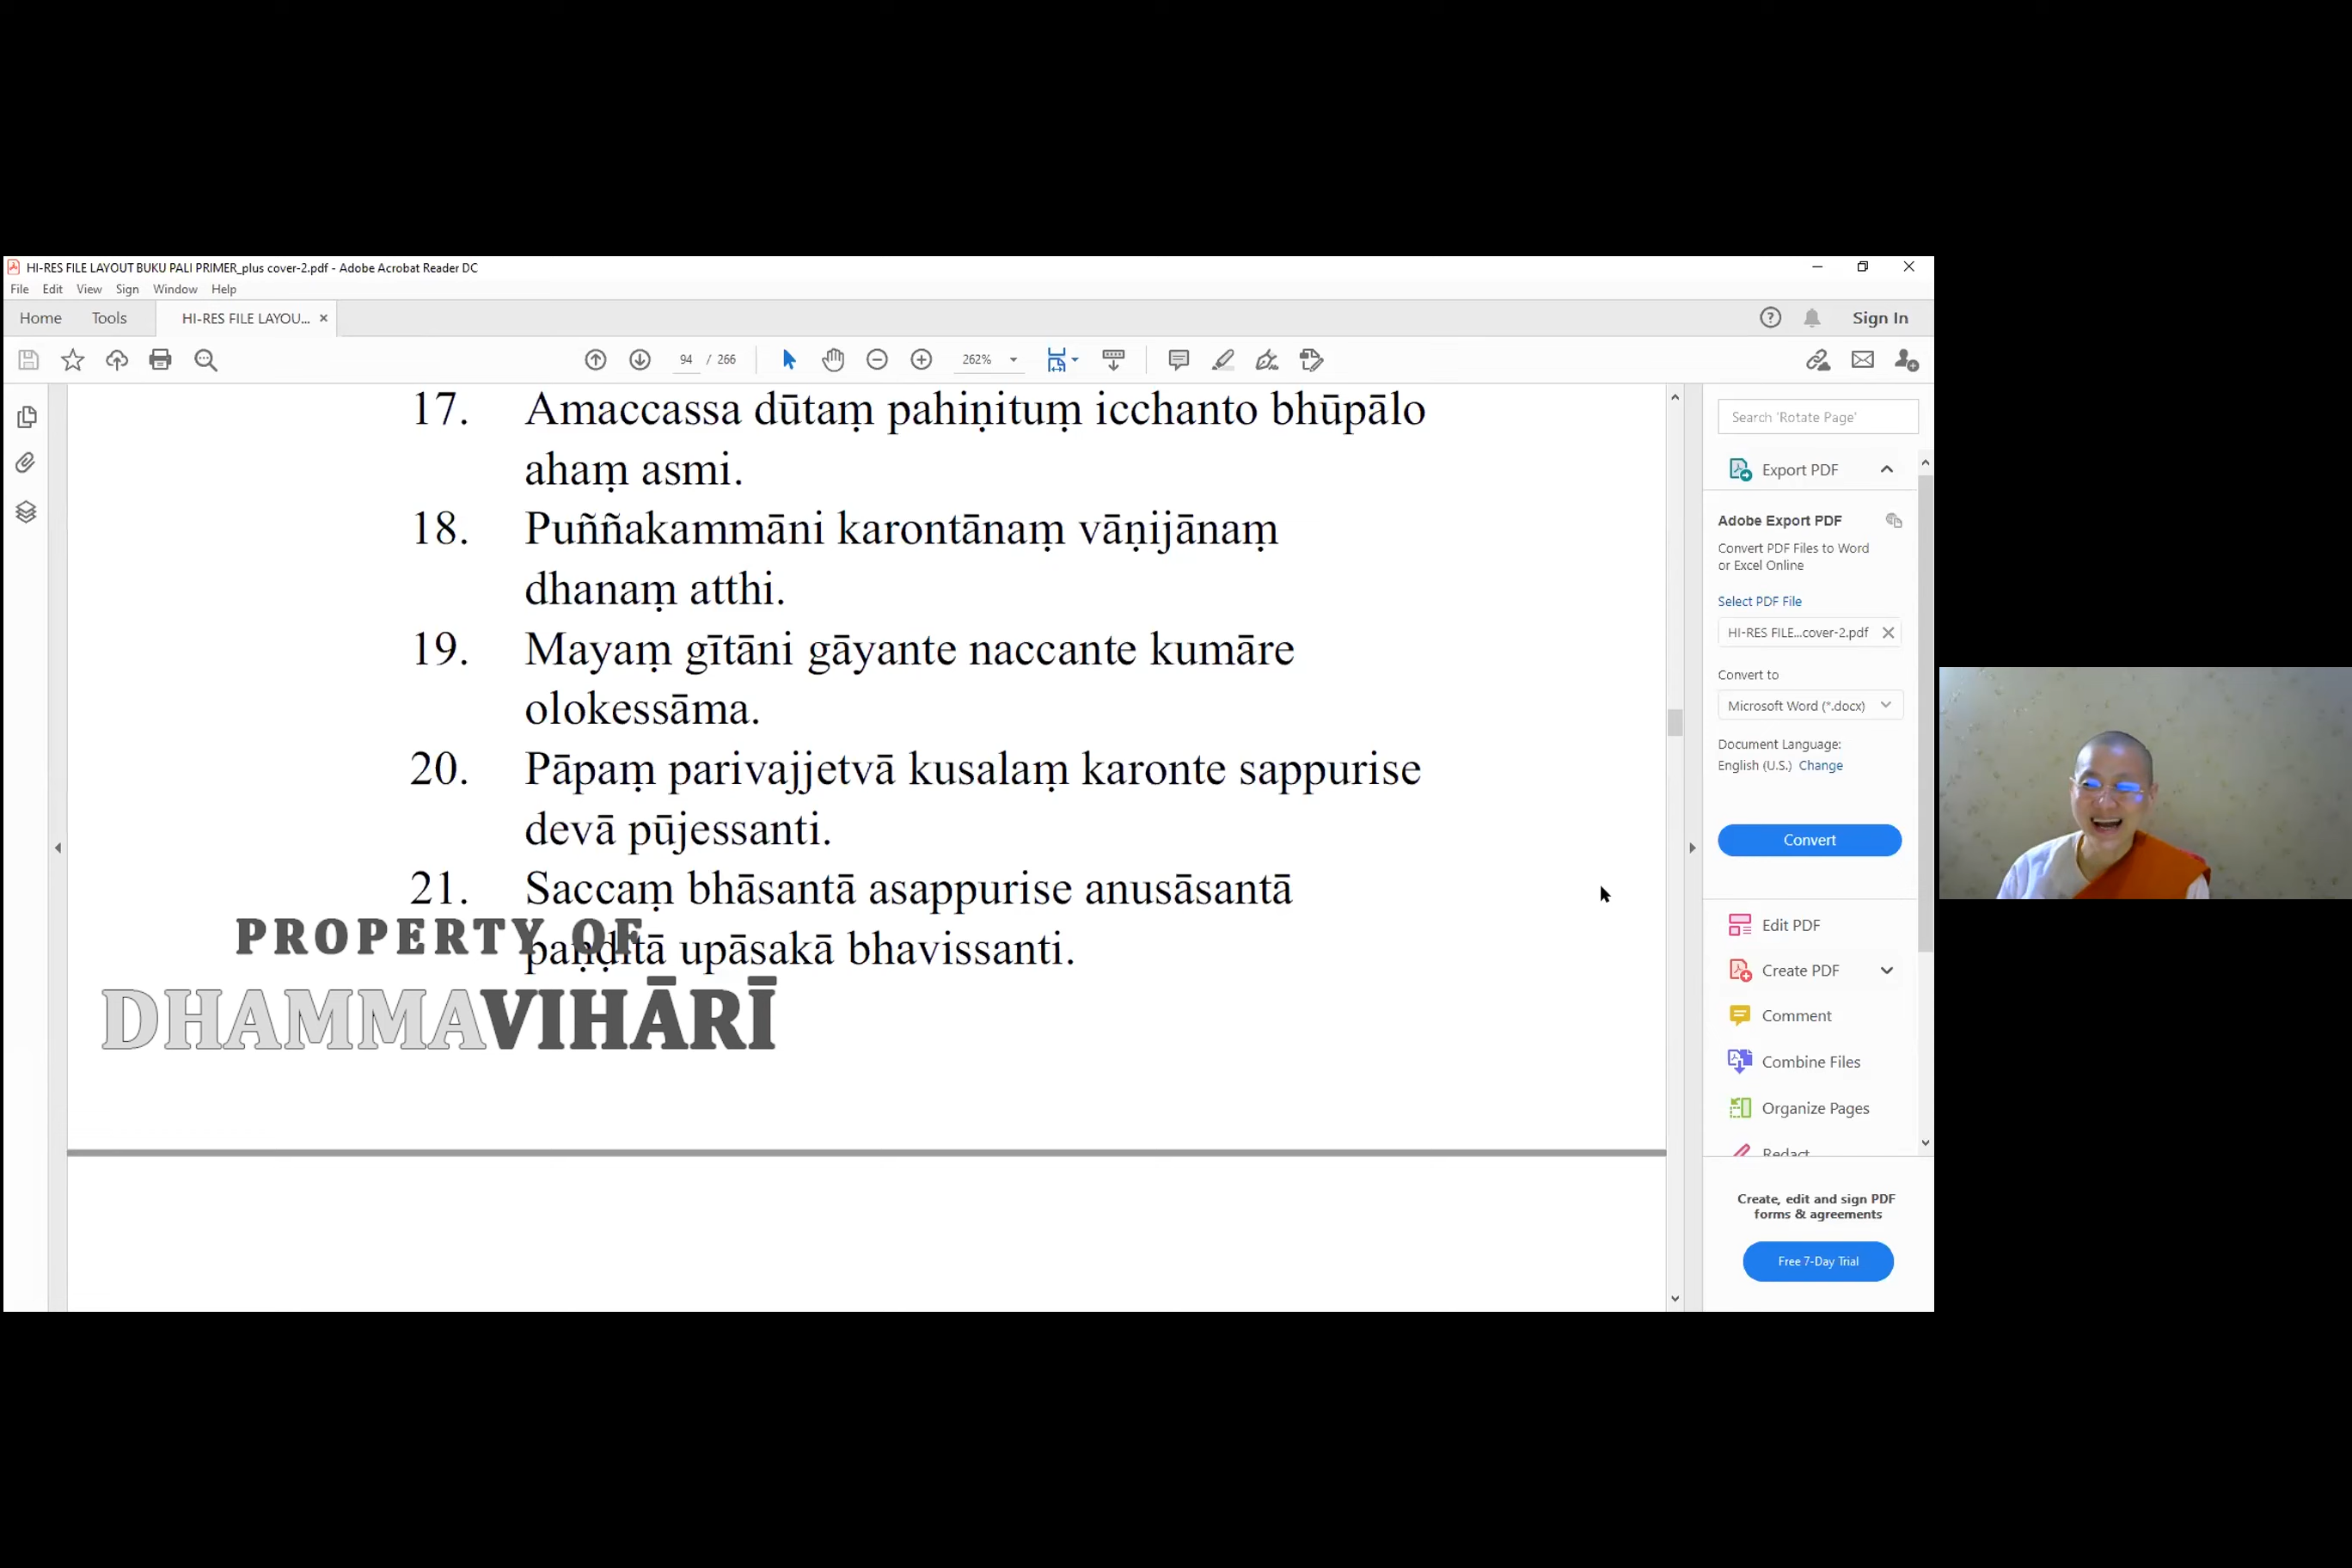 HI-RES FILE LAYOUT BUKU PALI PRIMER_plus cover-2.pdf - Adobe Acrobat Reader DC
File Edit View Sign Window Help
Home Tools HI-RES FILE LAYOU... × Sign In
94 / 266 262%
17. Amaccassa dūtaṃ pahiṇituṃ icchanto bhūpālo
ahaṃ asmi.
18. Puññakammāni karontānaṃ vāṇijānaṃ
dhanaṃ atthi.
19. Mayaṃ gītāni gāyante naccante kumāre
olokessāma.
20. Pāpaṃ parivajjetvā kusalaṃ karonte sappurise
devā pūjessanti.
21. Saccaṃ bhāsantā asappurise anusāsantā
paṇḍitā upāsakā bhavissanti.
PROPERTY OF
DHAMMAVIHĀRĪ
Search 'Rotate Page'
Export PDF
Adobe Export PDF
Convert PDF Files to Word
or Excel Online
Select PDF File
HI-RES FILE...cover-2.pdf
Convert to
Microsoft Word (*.docx)
Document Language:
English (U.S.) Change
Convert
Edit PDF
Create PDF
Comment
Combine Files
Organize Pages
Redact
Create, edit and sign PDF
forms & agreements
Free 7-Day Trial